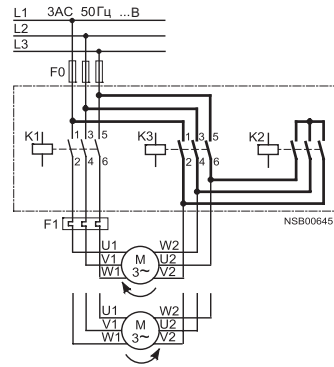 L1 3AC 50Гц ...В
L2
L3
F0
K1 1 3 5 K3 1 3 5 K2
2 4 6 2 4 6
NSB00645
F1
U1 W2
V1 M U2
W1 3~ V2
U1 W2
V1 M U2
W1 3~ V2